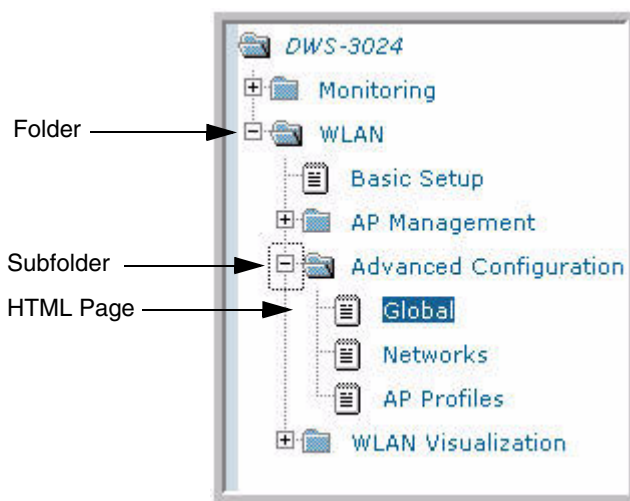 DWS-3024
Monitoring
Folder
WLAN
Basic Setup
AP Management
Subfolder
Advanced Configuration
HTML Page
Global
Networks
AP Profiles
WLAN Visualization